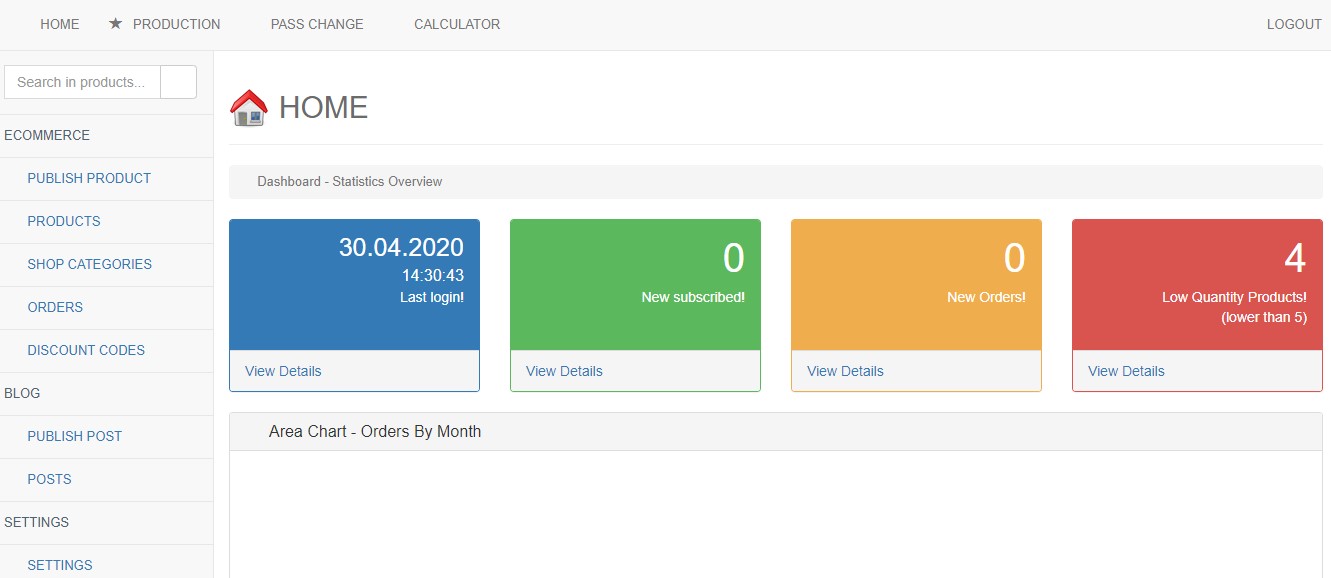 HOME
★ PRODUCTION
PASS CHANGE
CALCULATOR
LOGOUT
Search in products...
ECOMMERCE
PUBLISH PRODUCT
PRODUCTS
SHOP CATEGORIES
ORDERS
DISCOUNT CODES
BLOG
PUBLISH POST
POSTS
SETTINGS
SETTINGS
HOME
Dashboard - Statistics Overview
30.04.2020
14:30:43
Last login!
View Details
0
New subscribed!
View Details
0
New Orders!
View Details
4
Low Quantity Products!
(lower than 5)
View Details
Area Chart - Orders By Month